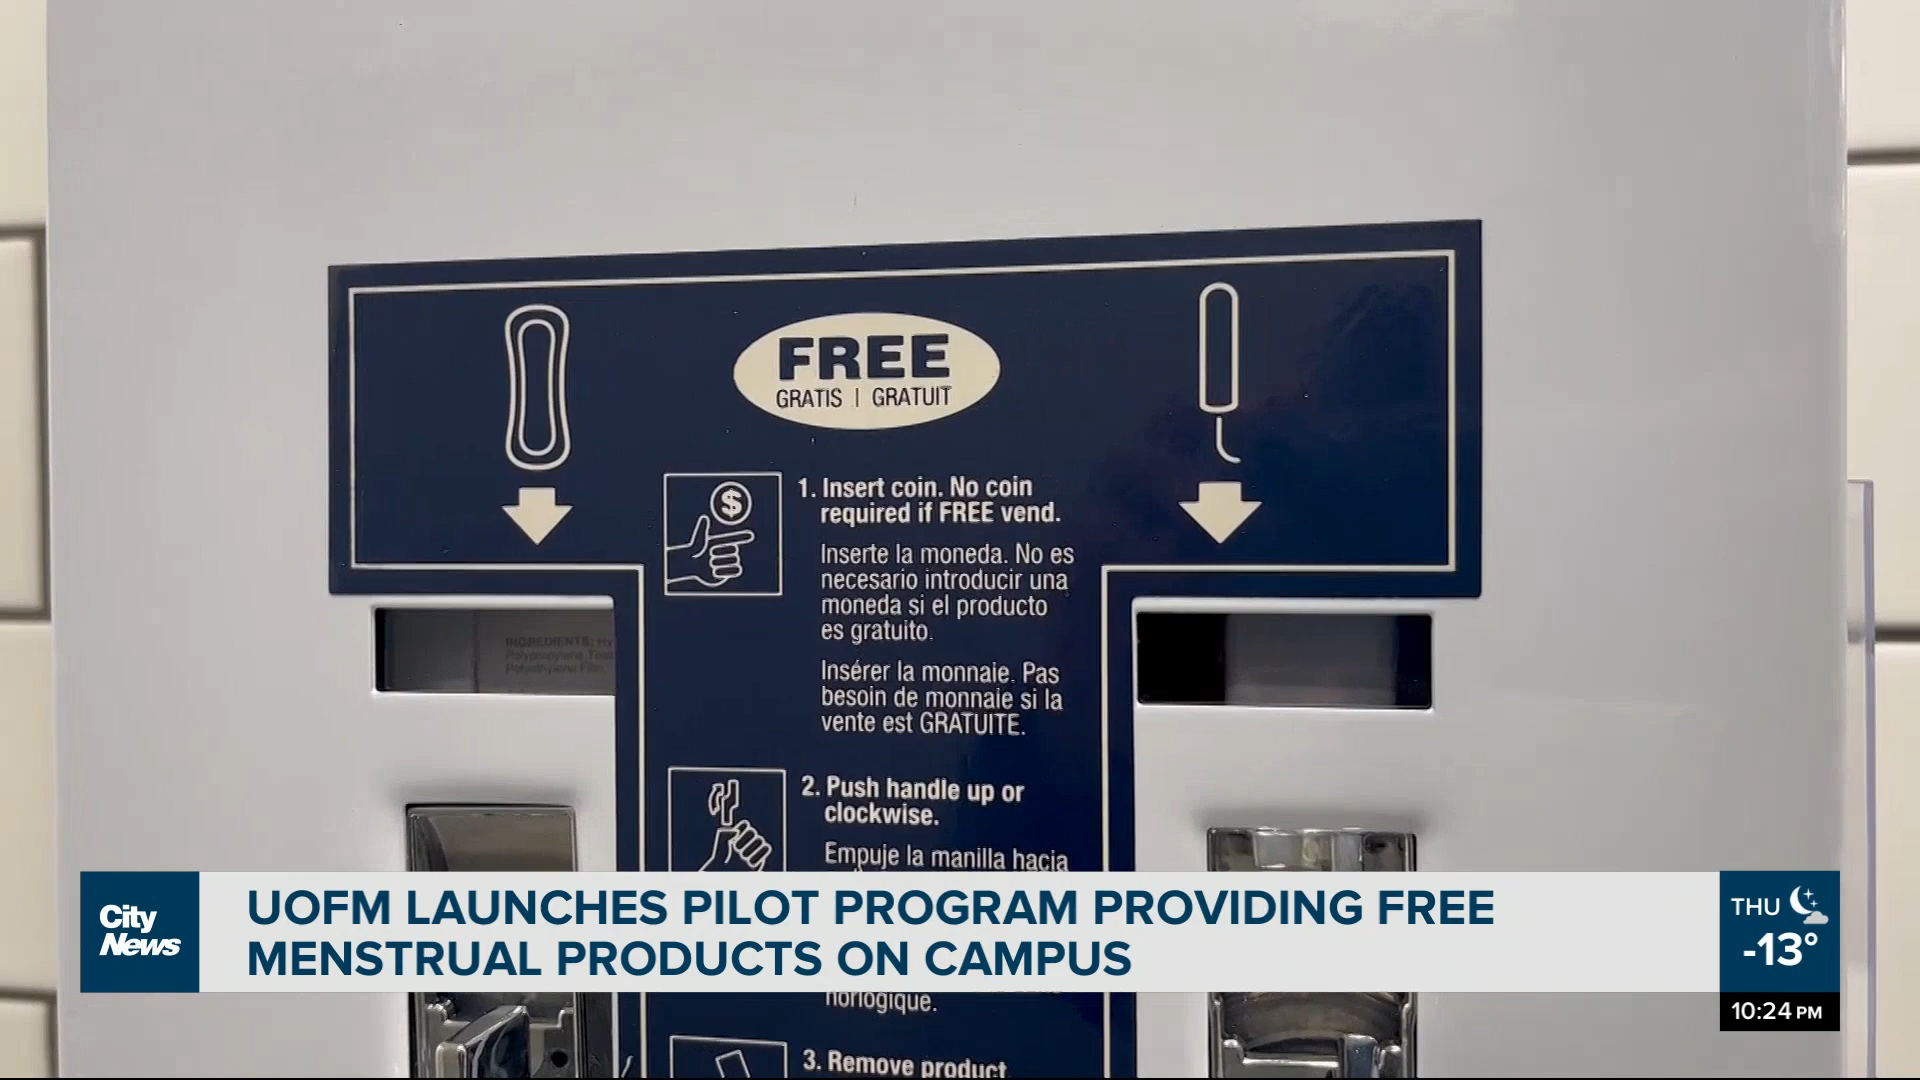 FREE
GRATIS | GRATUIT
$
1. Insert coin. No coin
required if FREE vend.
Inserte la moneda. No es
necesario introducir una
moneda si el producto
es gratuito.
Insérer la monnaie. Pas
besoin de monnaie si la
vente est GRATUITE.
INGREDIENTS:
Polyethylene Film
2. Push handle up or
clockwise.
Empuje la manilla hacia
City
News
UOFM LAUNCHES PILOT PROGRAM PROVIDING FREE
MENSTRUAL PRODUCTS ON CAMPUS
THU
-13°
10:24 PM
horlogique.
3. Remove product.